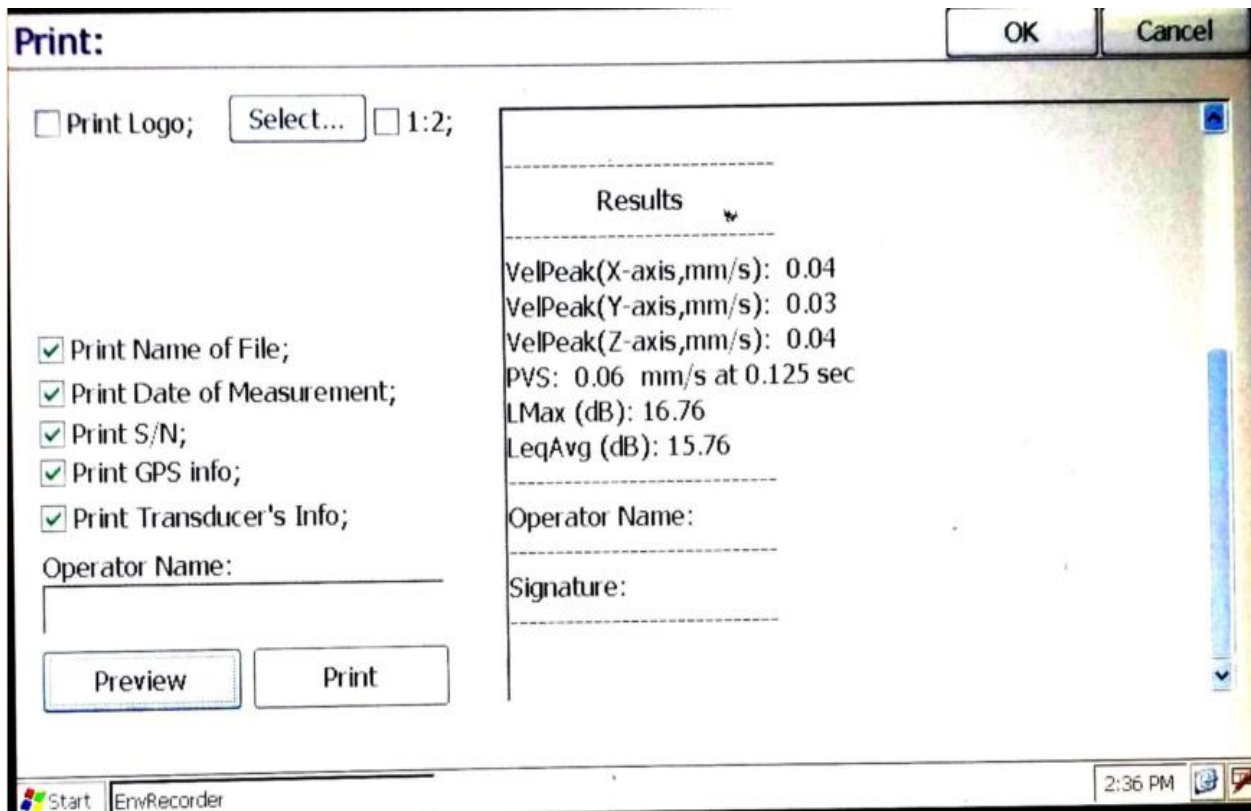 Print:
OK
Cancel
Print Logo;
Select...
1:2;
Print Name of File;
Print Date of Measurement;
Print S/N;
Print GPS info;
Print Transducer's Info;
Operator Name:
Preview
Print
Results
VelPeak(X-axis,mm/s): 0.04
VelPeak(Y-axis,mm/s): 0.03
VelPeak(Z-axis,mm/s): 0.04
PVS: 0.06 mm/s at 0.125 sec
LMax (dB): 16.76
LeqAvg (dB): 15.76
Operator Name:
Signature:
Start
EnvRecorder
2:36 PM